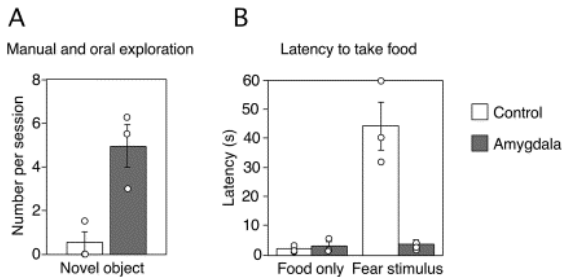 A
Manual and oral exploration
8
6
4
2
0
Number per session
Novel object
B
Latency to take food
60
50
40
30
20
10
0
Latency (s)
Food only
Fear stimulus
Control
Amygdala